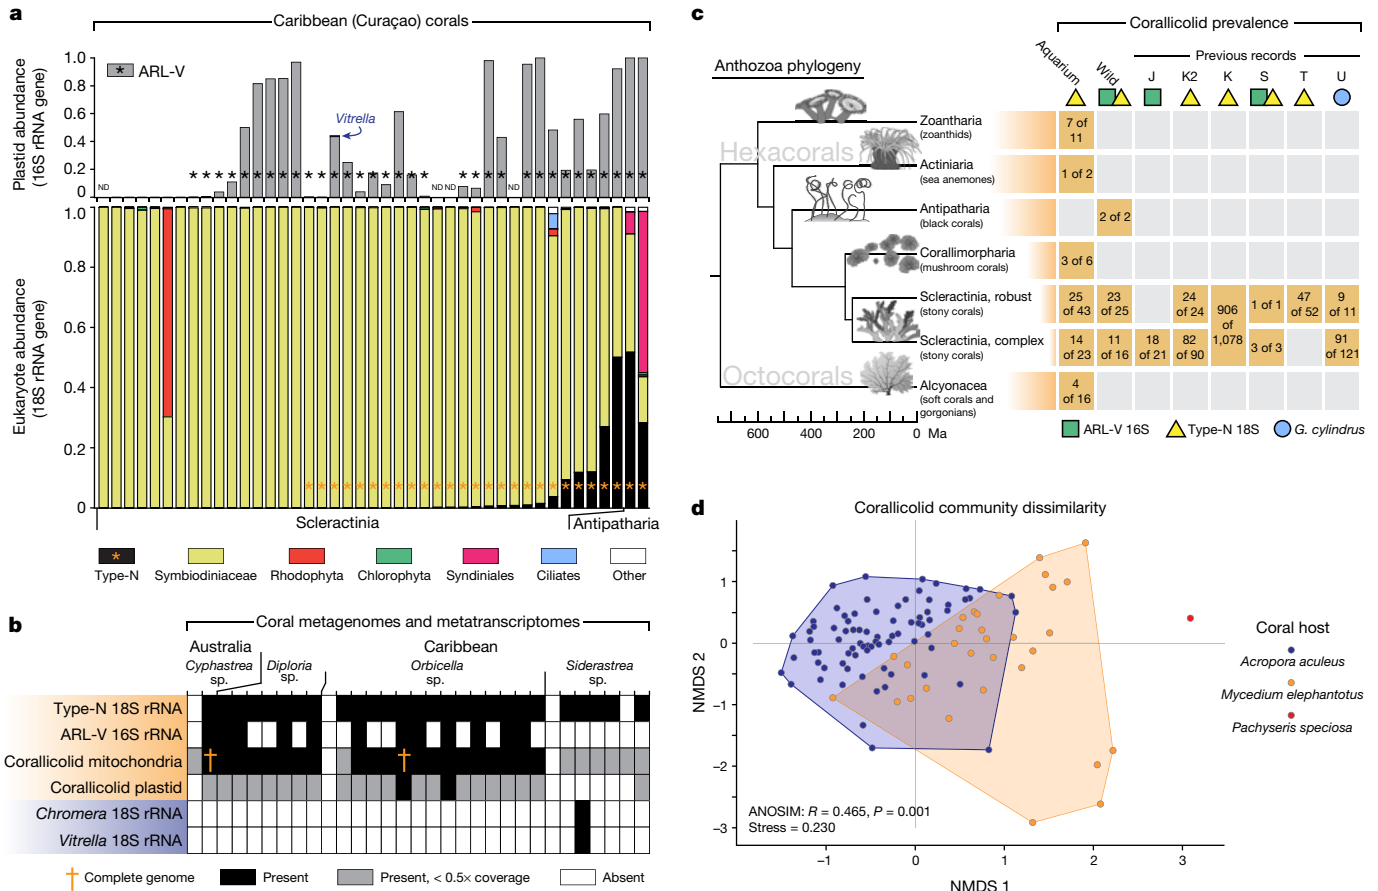 a
Caribbean (Curaçao) corals
Plastid abundance
(16S rRNA gene)
1.0
0.8
0.6
0.4
0.2
0
* ARL-V
Vitrella
ND
ND ND
ND
Eukaryote abundance
(18S rRNA gene)
1.0
0.8
0.6
0.4
0.2
0
Scleractinia
Antipatharia
Type-N
Symbiodiniaceae
Rhodophyta
Chlorophyta
Syndiniales
Ciliates
Other
b
Coral metagenomes and metatranscriptomes
Australia
Caribbean
Cyphastrea
sp.
Diploria
sp.
Orbicella
sp.
Siderastrea
sp.
Type-N 18S rRNA
ARL-V 16S rRNA
Corallicolid mitochondria
Corallicolid plastid
Chromera 18S rRNA
Vitrella 18S rRNA
† Complete genome
Present
Present, < 0.5× coverage
Absent
c
Corallicolid prevalence
Previous records
Aquarium
Wild
J
K2
K
S
T
U
Anthozoa phylogeny
Hexacorals
Octocorals
Zoantharia
(zoanthids)
7 of
11
Actiniaria
(sea anemones)
1 of 2
Antipatharia
(black corals)
2 of 2
Corallimorpharia
(mushroom corals)
3 of 6
Scleractinia, robust
(stony corals)
25
of 43
23
of 25
24
of 24
906
of
1,078
1 of 1
47
of 52
9
of 11
Scleractinia, complex
(stony corals)
14
of 23
11
of 16
18
of 21
82
of 90
3 of 3
91
of 121
Alcyonacea
(soft corals and
gorgonians)
4
of 16
600
400
200
0
Ma
ARL-V 16S
Type-N 18S
G. cylindrus
d
Corallicolid community dissimilarity
NMDS 2
1
0
−1
−2
−3
ANOSIM: R = 0.465, P = 0.001
Stress = 0.230
−1
0
1
2
3
NMDS 1
Coral host
Acropora aculeus
Mycedium elephantotus
Pachyseris speciosa